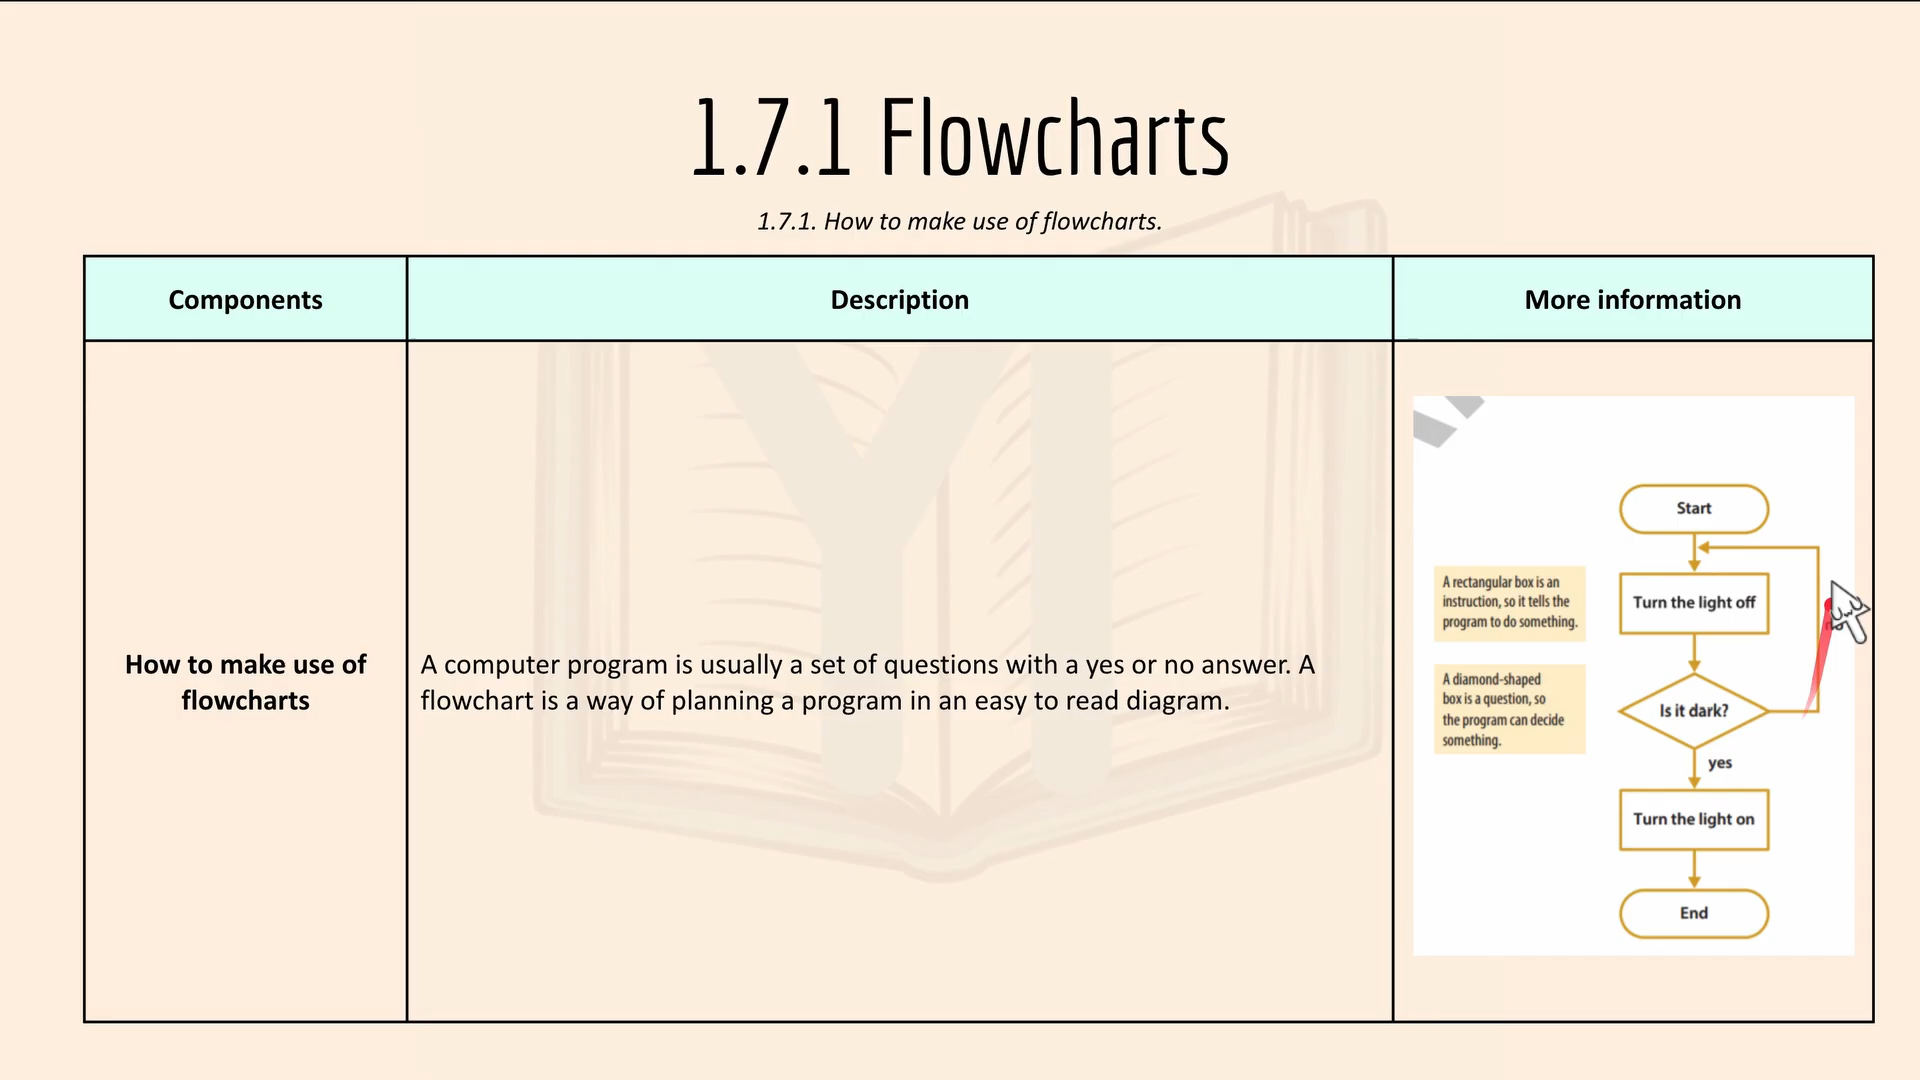 1.7.1 Flowcharts
1.7.1. How to make use of flowcharts.
Components
Description
More information
How to make use of
flowcharts
A computer program is usually a set of questions with a yes or no answer. A
flowchart is a way of planning a program in an easy to read diagram.
A rectangular box is an
instruction, so it tells the
program to do something.
A diamond-shaped
box is a question, so
the program can decide
something.
Start
Turn the light off
Is it dark?
yes
Turn the light on
End